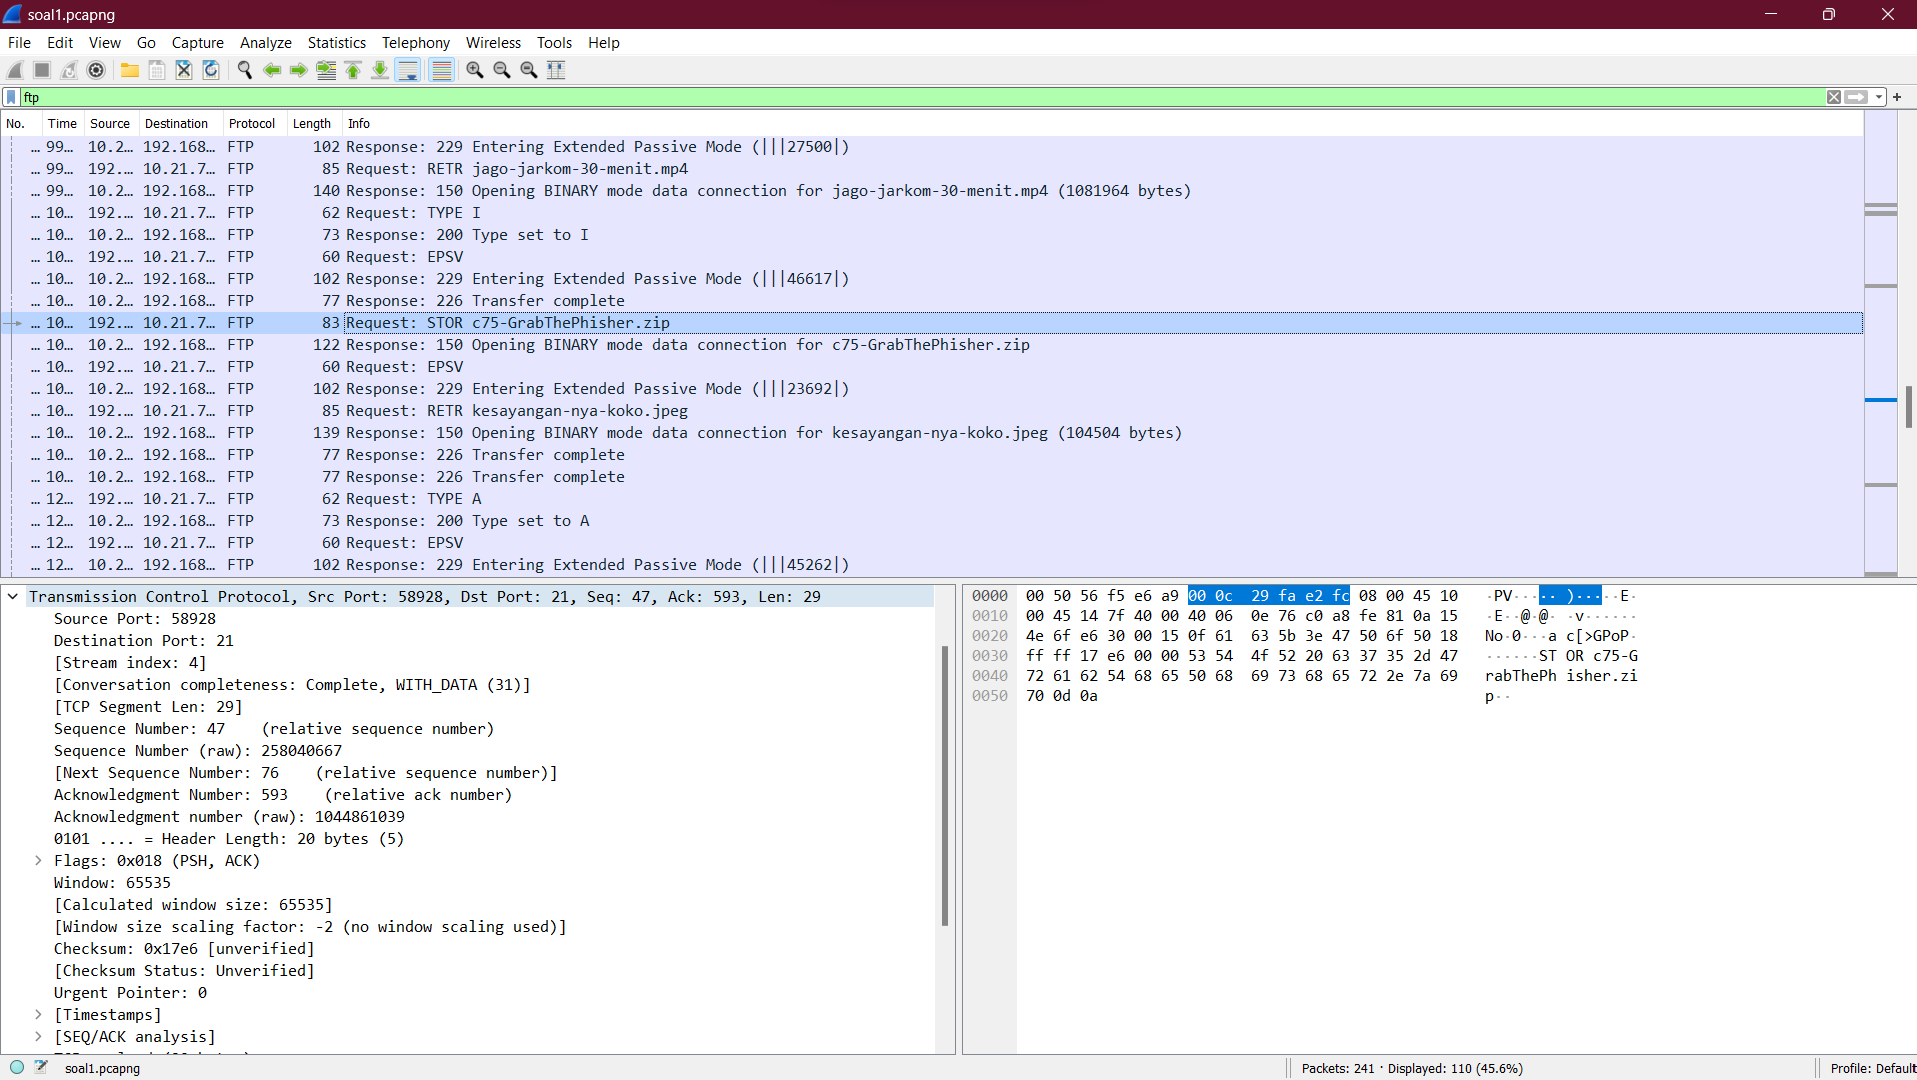 soal1.pcapng
File Edit View Go Capture Analyze Statistics Telephony Wireless Tools Help
ftp
No. Time Source Destination Protocol Length Info
… 99… 10.2… 192.168… FTP 102 Response: 229 Entering Extended Passive Mode (|||27500|)
… 99… 192.… 10.21.7… FTP 85 Request: RETR jago-jarkom-30-menit.mp4
… 99… 10.2… 192.168… FTP 140 Response: 150 Opening BINARY mode data connection for jago-jarkom-30-menit.mp4 (1081964 bytes)
… 10… 192.… 10.21.7… FTP 62 Request: TYPE I
… 10… 10.2… 192.168… FTP 73 Response: 200 Type set to I
… 10… 192.… 10.21.7… FTP 60 Request: EPSV
… 10… 10.2… 192.168… FTP 102 Response: 229 Entering Extended Passive Mode (|||46617|)
… 10… 10.2… 192.168… FTP 77 Response: 226 Transfer complete
… 10… 192.… 10.21.7… FTP 83 Request: STOR c75-GrabThePhisher.zip
… 10… 10.2… 192.168… FTP 122 Response: 150 Opening BINARY mode data connection for c75-GrabThePhisher.zip
… 10… 192.… 10.21.7… FTP 60 Request: EPSV
… 10… 10.2… 192.168… FTP 102 Response: 229 Entering Extended Passive Mode (|||23692|)
… 10… 192.… 10.21.7… FTP 85 Request: RETR kesayangan-nya-koko.jpeg
… 10… 10.2… 192.168… FTP 139 Response: 150 Opening BINARY mode data connection for kesayangan-nya-koko.jpeg (104504 bytes)
… 10… 10.2… 192.168… FTP 77 Response: 226 Transfer complete
… 10… 10.2… 192.168… FTP 77 Response: 226 Transfer complete
… 12… 192.… 10.21.7… FTP 62 Request: TYPE A
… 12… 10.2… 192.168… FTP 73 Response: 200 Type set to A
… 12… 192.… 10.21.7… FTP 60 Request: EPSV
… 12… 10.2… 192.168… FTP 102 Response: 229 Entering Extended Passive Mode (|||45262|)
Transmission Control Protocol, Src Port: 58928, Dst Port: 21, Seq: 47, Ack: 593, Len: 29
Source Port: 58928
Destination Port: 21
[Stream index: 4]
[Conversation completeness: Complete, WITH_DATA (31)]
[TCP Segment Len: 29]
Sequence Number: 47 (relative sequence number)
Sequence Number (raw): 258040667
[Next Sequence Number: 76 (relative sequence number)]
Acknowledgment Number: 593 (relative ack number)
Acknowledgment number (raw): 1044861039
0101 .... = Header Length: 20 bytes (5)
Flags: 0x018 (PSH, ACK)
Window: 65535
[Calculated window size: 65535]
[Window size scaling factor: -2 (no window scaling used)]
Checksum: 0x17e6 [unverified]
[Checksum Status: Unverified]
Urgent Pointer: 0
[Timestamps]
[SEQ/ACK analysis]
0000 00 50 56 f5 e6 a9 00 0c 29 fa e2 fc 08 00 45 10 ·PV·····)·····E·
0010 00 45 14 7f 40 00 40 06 0e 76 c0 a8 fe 81 0a 15 ·E··@·@··v······
0020 4e 6f e6 30 00 15 0f 61 63 5b 3e 47 50 6f 50 18 No·0···a c[>GPoP·
0030 ff ff 17 e6 00 00 53 54 4f 52 20 63 37 35 2d 47 ······ST OR c75-G
0040 72 61 62 54 68 65 50 68 69 73 68 65 72 2e 7a 69 rabThePh isher.zi
0050 70 0d 0a p··
soal1.pcapng
Packets: 241 · Displayed: 110 (45.6%)
Profile: Default